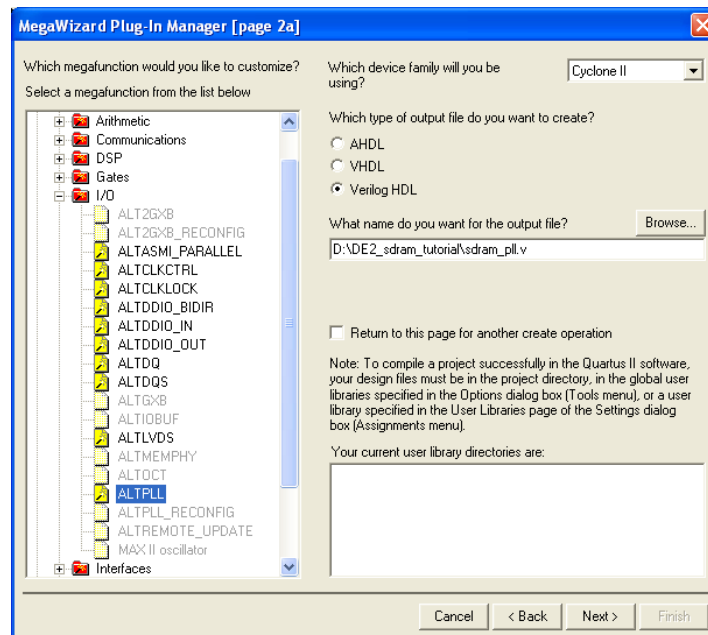 MegaWizard Plug-In Manager [page 2a]
Which megafunction would you like to customize?
Select a megafunction from the list below
Arithmetic
Communications
DSP
Gates
I/O
ALT2GXB
ALT2GXB_RECONFIG
ALTASMI_PARALLEL
ALTCLKCTRL
ALTCLKLOCK
ALTDDIO_BIDIR
ALTDDIO_IN
ALTDDIO_OUT
ALTDQ
ALTDQS
ALTGXB
ALTIOBUF
ALTLVDS
ALTMEMPHY
ALTOCT
ALTPLL
ALTPLL_RECONFIG
ALTREMOTE_UPDATE
MAX II oscillator
Interfaces
Which device family will you be
using?
Cyclone II
Which type of output file do you want to create?
AHDL
VHDL
Verilog HDL
What name do you want for the output file?
Browse...
D:\DE2_sdram_tutorial\sdram_pll.v
Return to this page for another create operation
Note: To compile a project successfully in the Quartus II software,
your design files must be in the project directory, in the global user
libraries specified in the Options dialog box (Tools menu), or a user
library specified in the User Libraries page of the Settings dialog
box (Assignments menu).
Your current user library directories are:
Cancel
< Back
Next >
Finish